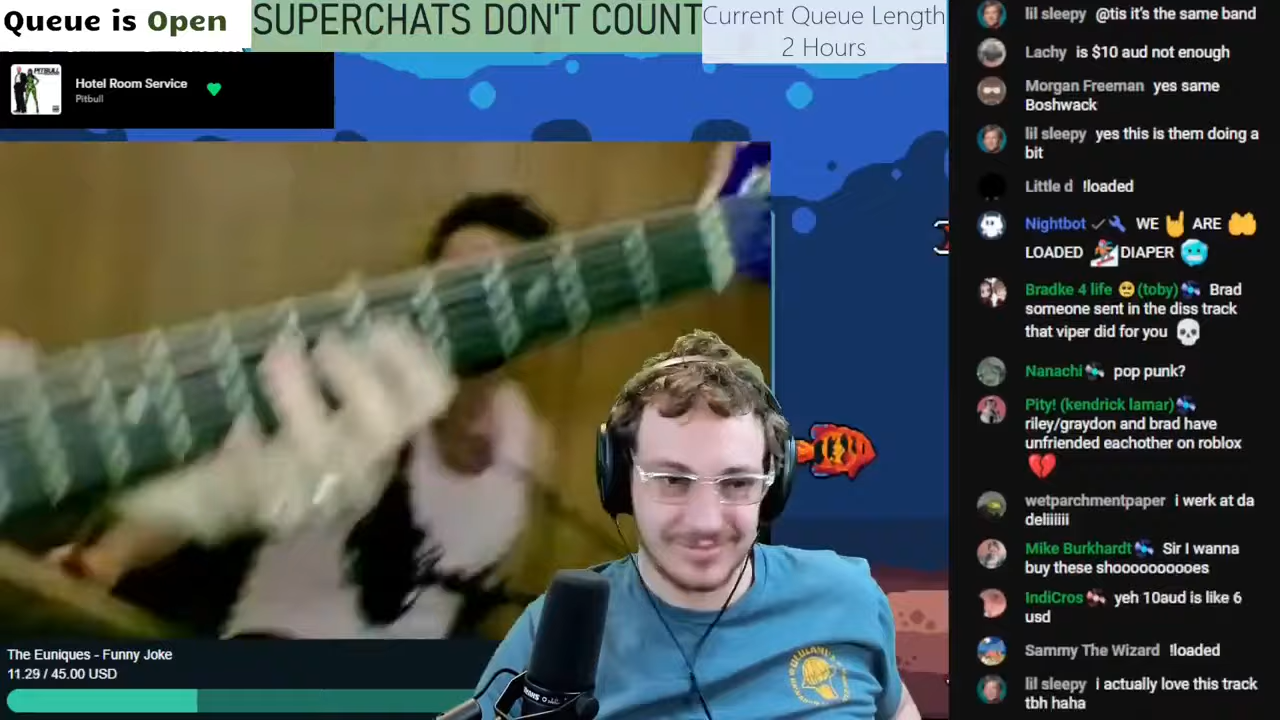 Queue is Open
SUPERCHATS DON'T COUNT
Current Queue Length
2 Hours
Hotel Room Service
Pitbull
The Euniques - Funny Joke
11.29 / 45.00 USD
lil sleepy @tis it's the same band
Lachy is $10 aud not enough
Morgan Freeman yes same
Boshwack
lil sleepy yes this is them doing a
bit
Little d !loaded
Nightbot WE 🤘 ARE 🤲
LOADED 🏂 DIAPER 🥶
Bradke 4 life 🥺 (toby) Brad
someone sent in the diss track
that viper did for you 💀
Nanachi pop punk?
Pity! (kendrick lamar)
riley/graydon and brad have
unfriended eachother on roblox
💔
wetparchmentpaper i werk at da
deliiiiii
Mike Burkhardt Sir I wanna
buy these shooooooooes
IndiCros yeh 10aud is like 6
usd
Sammy The Wizard !loaded
lil sleepy i actually love this track
tbh haha